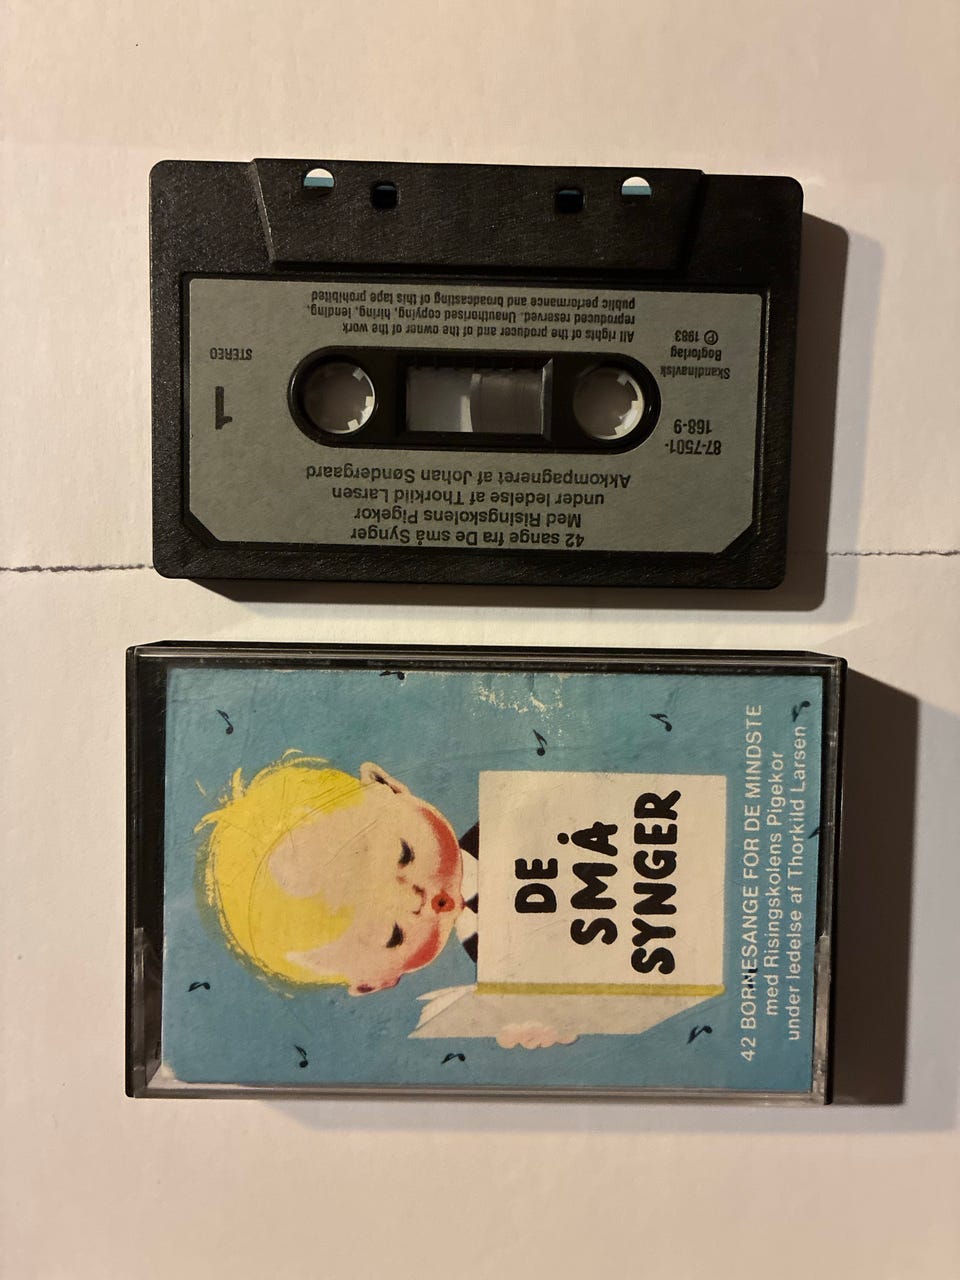 42 sange fra De små Synger
Med Risingskolens Pigekor
under ledelse af Thorkild Larsen
Akkompagneret af Johan Søndergaard
87-7501-
168-9
1
STEREO
Skandinavisk
Bogforlag
℗ 1983
All rights of the producer and of the owner of the work
reproduced reserved. Unauthorised copying, hiring, lending,
public performance and broadcasting of this tape prohibited
DE
SMÅ
SYNGER
42 BØRNESANGE FOR DE MINDSTE
med Risingskolens Pigekor
under ledelse af Thorkild Larsen